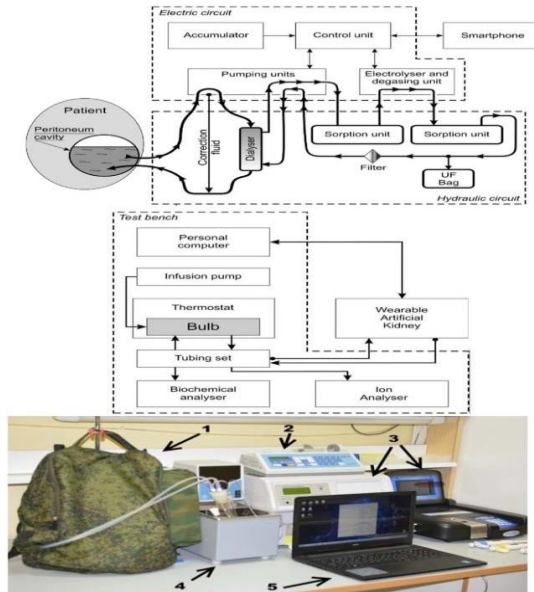 Electric circuit
Accumulator
Control unit
Smartphone
Pumping units
Electrolyser and
degasing unit
Patient
Peritoneum
cavity
Correction
fluid
Dialyser
Sorption unit
Sorption unit
Filter
UF
Bag
Hydraulic circuit
Test bench
Personal
computer
Infusion pump
Thermostat
Bulb
Wearable
Artificial
Kidney
Tubing set
Biochemical
analyser
Ion
Analyser
1
2
3
4
5